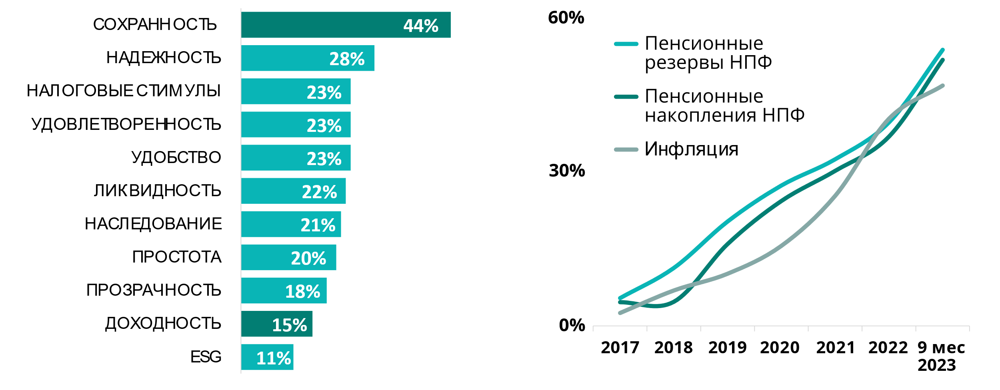 СОХРАННОСТЬ 44%
НАДЕЖНОСТЬ 28%
НАЛОГОВЫЕ СТИМУЛЫ 23%
УДОВЛЕТВОРЕННОСТЬ 23%
УДОБСТВО 23%
ЛИКВИДНОСТЬ 22%
НАСЛЕДОВАНИЕ 21%
ПРОСТОТА 20%
ПРОЗРАЧНОСТЬ 18%
ДОХОДНОСТЬ 15%
ESG 11%
60%
Пенсионные
резервы НПФ
Пенсионные
накопления НПФ
Инфляция
30%
0%
2017 2018 2019 2020 2021 2022 9 мес
2023